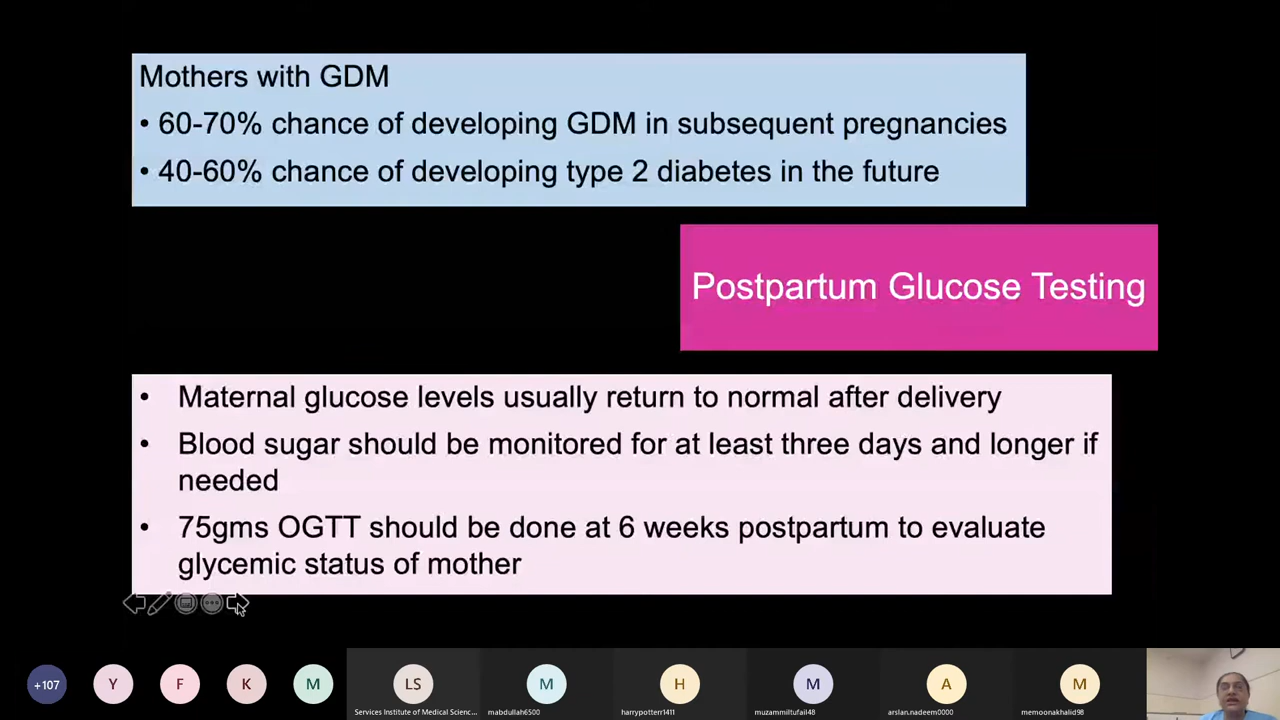 Mothers with GDM
• 60-70% chance of developing GDM in subsequent pregnancies
• 40-60% chance of developing type 2 diabetes in the future
Postpartum Glucose Testing
• Maternal glucose levels usually return to normal after delivery
• Blood sugar should be monitored for at least three days and longer if
needed
• 75gms OGTT should be done at 6 weeks postpartum to evaluate
glycemic status of mother
+107 Y F K M LS M H M A M
Services Institute of Medical Scienc... mabdullah6500 harrypotterr1411 muzammiltufail48 arslan.nadeem0000 memoonakhalid98